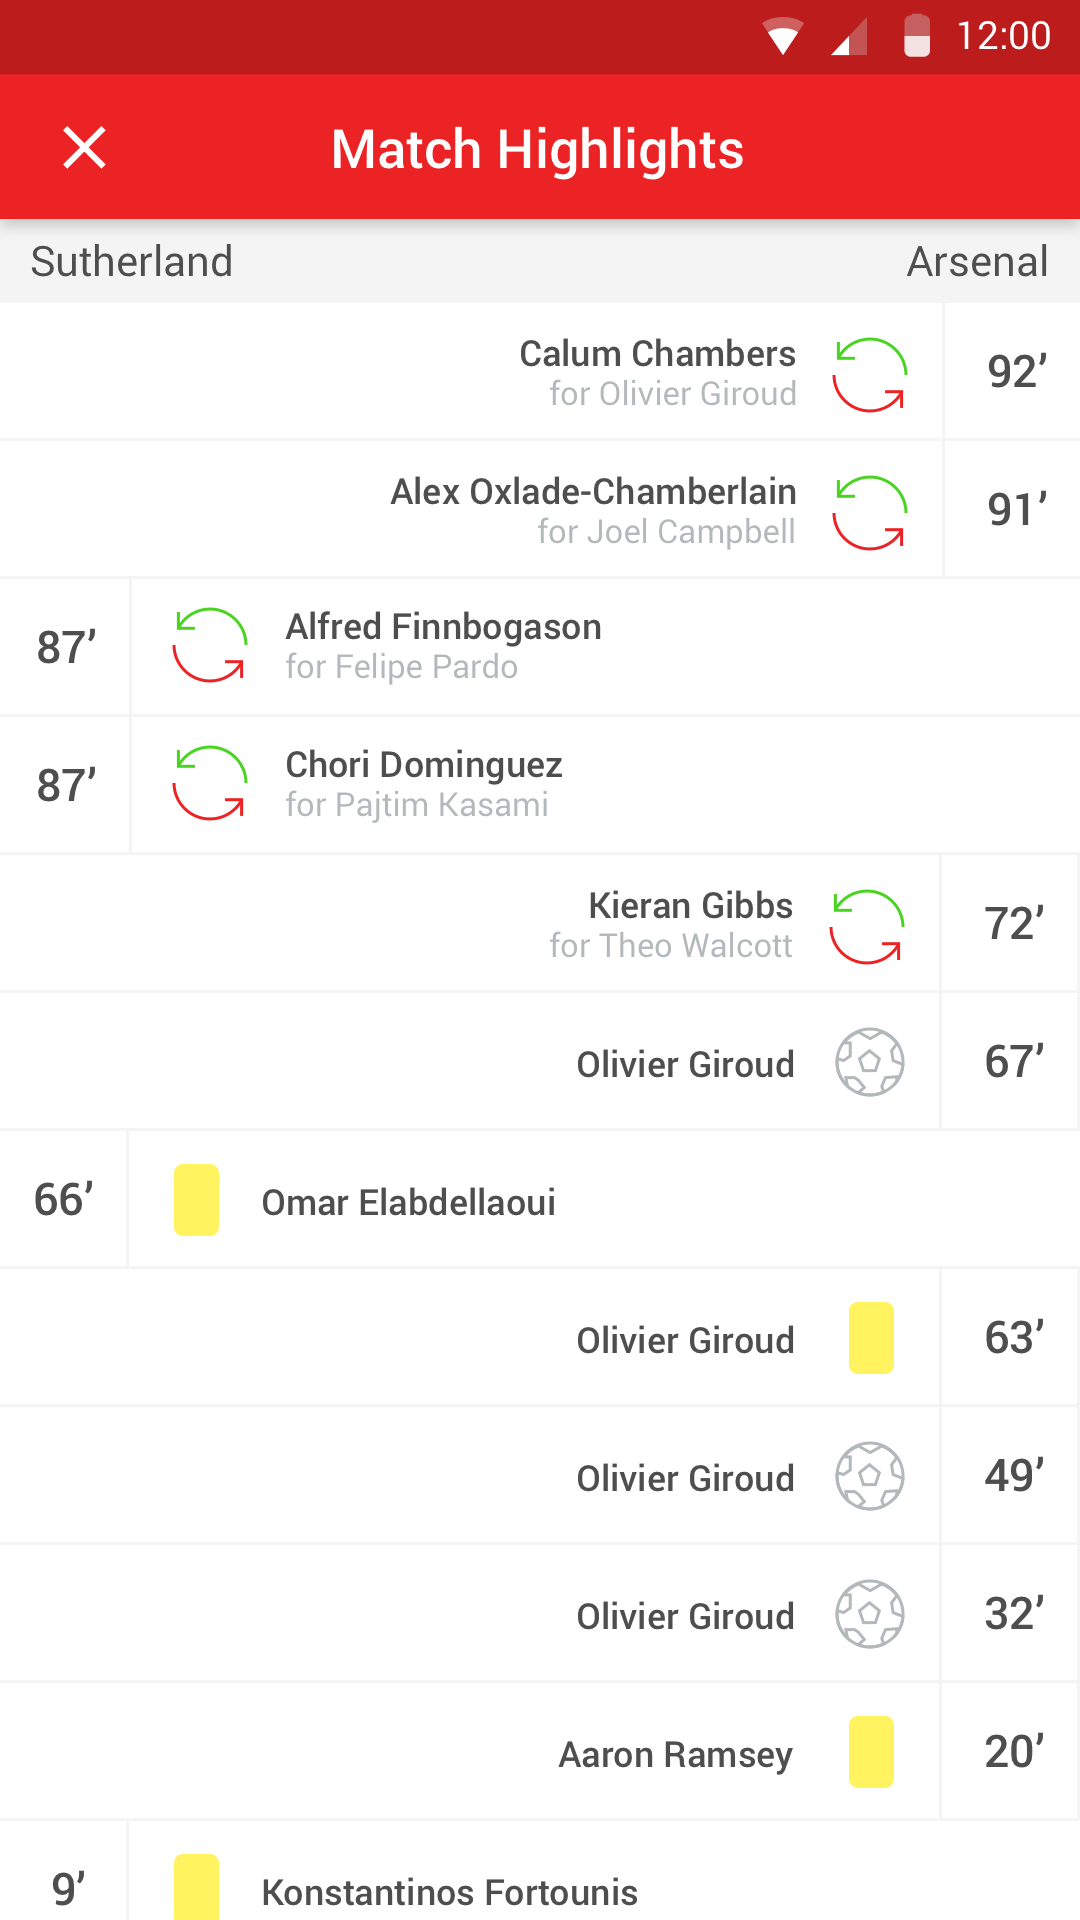 12:00
Match Highlights
Sutherland Arsenal
Calum Chambers
for Olivier Giroud
92’
Alex Oxlade-Chamberlain
for Joel Campbell
91’
87’
Alfred Finnbogason
for Felipe Pardo
87’
Chori Dominguez
for Pajtim Kasami
Kieran Gibbs
for Theo Walcott
72’
Olivier Giroud 67’
66’ Omar Elabdellaoui
Olivier Giroud 63’
Olivier Giroud 49’
Olivier Giroud 32’
Aaron Ramsey 20’
9’ Konstantinos Fortounis